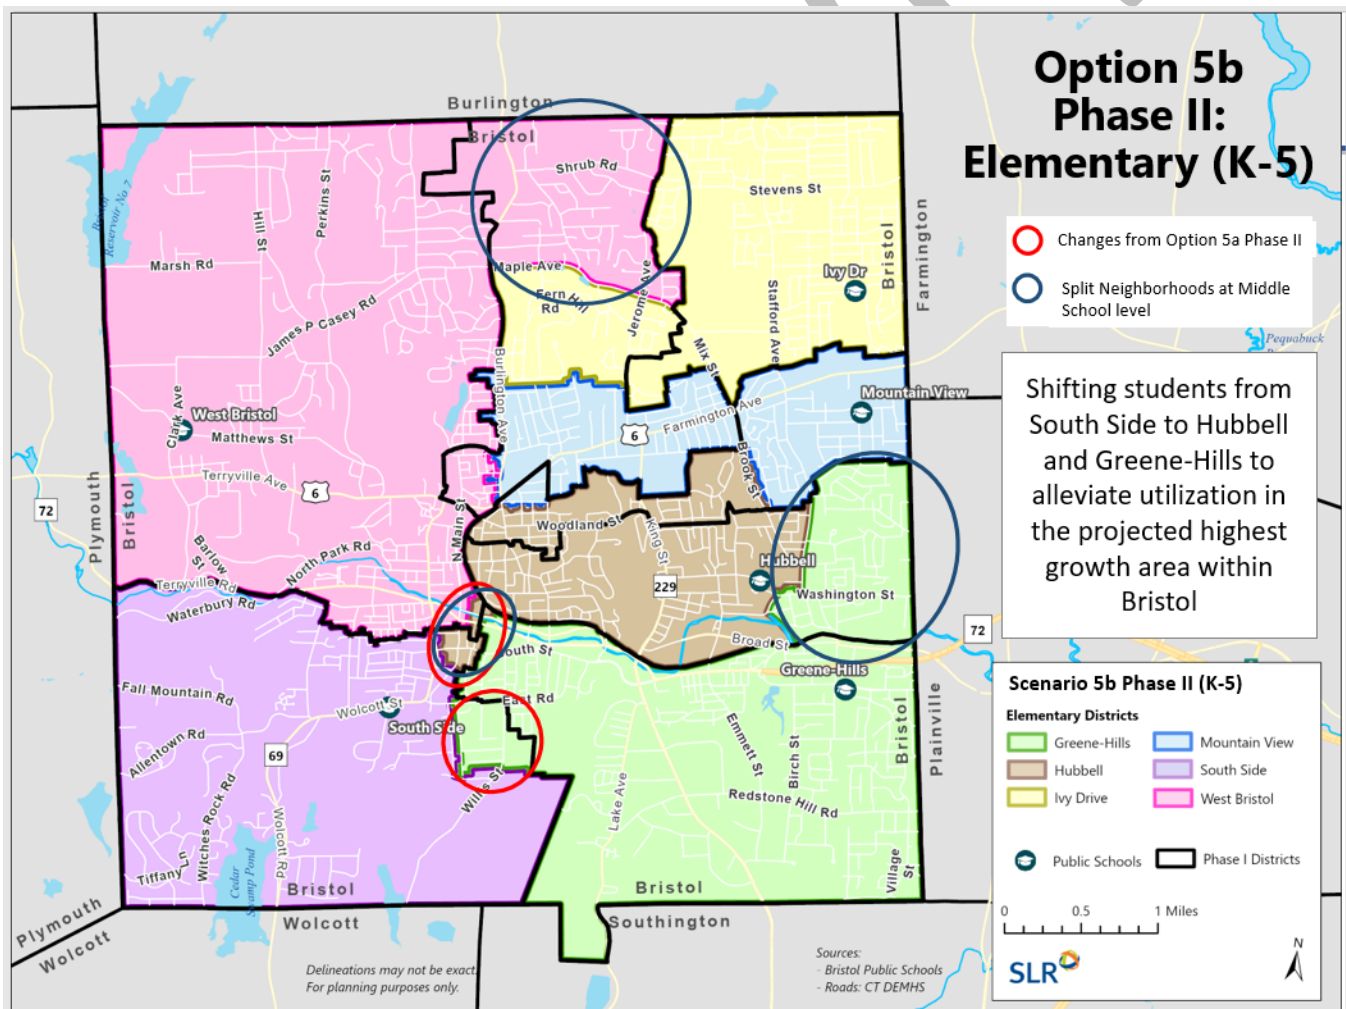 Option 5b
Phase II:
Elementary (K-5)
Changes from Option 5a Phase II
Split Neighborhoods at Middle
School level
Shifting students from
South Side to Hubbell
and Greene-Hills to
alleviate utilization in
the projected highest
growth area within
Bristol
Scenario 5b Phase II (K-5)
Elementary Districts
Greene-Hills
Mountain View
Hubbell
South Side
Ivy Drive
West Bristol
Public Schools
Phase I Districts
0 0.5 1 Miles
SLR
N
Burlington
Bristol
Shrub Rd
Stevens St
Perkins St
Hill St
Reservoir No 7
Marsh Rd
Maple Ave
Fern Hill
Rd
Jerome Ave
Ivy Dr
Bristol
Farmington
Stafford Ave
James P Casey Rd
Mix St
Pequabuck
Burlington Ave
Mountain View
Clark Ave
West Bristol
Matthews St
Farmington Ave
6
Brook St
Terryville Ave
6
72
Plymouth
Bristol
N Main St
Woodland St
King St
Barlow
St
North Park Rd
Hubbell
229
Terryville Rd
Waterbury Rd
Washington St
72
Broad St
South St
Greene-Hills
Fall Mountain Rd
Wolcott St
East Rd
South Side
Allentown Rd
69
Emmett St
Birch St
Bristol
Plainville
Willis St
Lake Ave
Redstone Hill Rd
Witches Rock Rd
Wolcott Rd
Tiffany Ln
Cedar
Swamp Pond
Village
St
Bristol
Bristol
Plymouth
Wolcott
Wolcott
Southington
Delineations may not be exact.
For planning purposes only.
Sources:
- Bristol Public Schools
- Roads: CT DEMHS